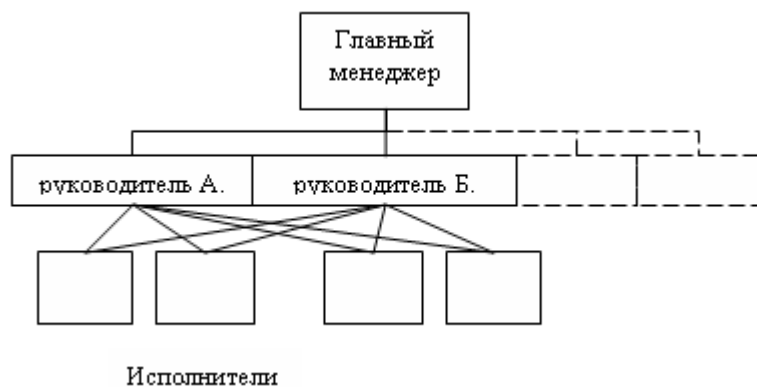 Главный
менеджер
руководитель А.
руководитель Б.
Исполнители